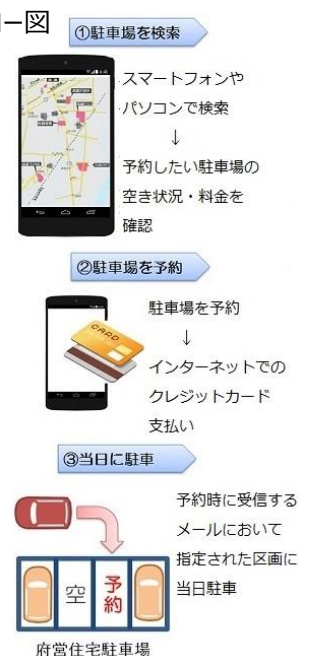 ロー図
①駐車場を検索
スマートフォンや
パソコンで検索
↓
予約したい駐車場の
空き状況・料金を
確認
②駐車場を予約
駐車場を予約
↓
インターネットでの
クレジットカード
支払い
CARD
③当日に駐車
予約時に受信する
メールにおいて
指定された区画に
当日駐車
空
予約
府営住宅駐車場